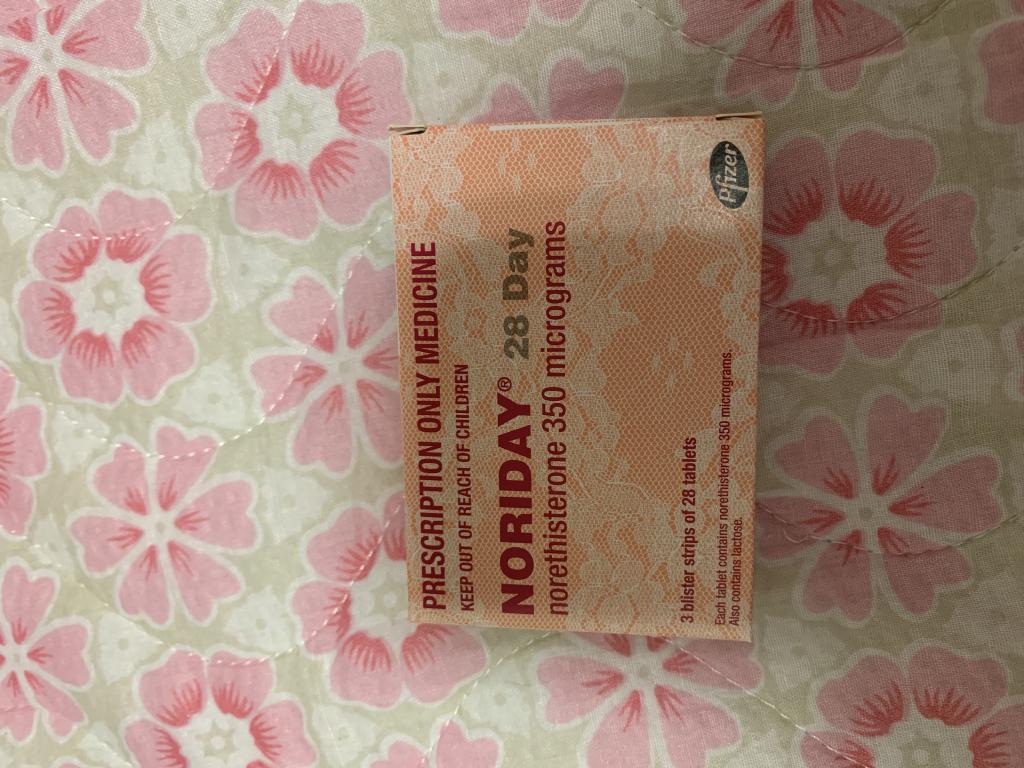 PRESCRIPTION ONLY MEDICINE
KEEP OUT OF REACH OF CHILDREN
NORIDAY® 28 Day
norethisterone 350 micrograms
3 blister strips of 28 tablets
Each tablet contains norethisterone 350 micrograms.
Also contains lactose.
Pfizer